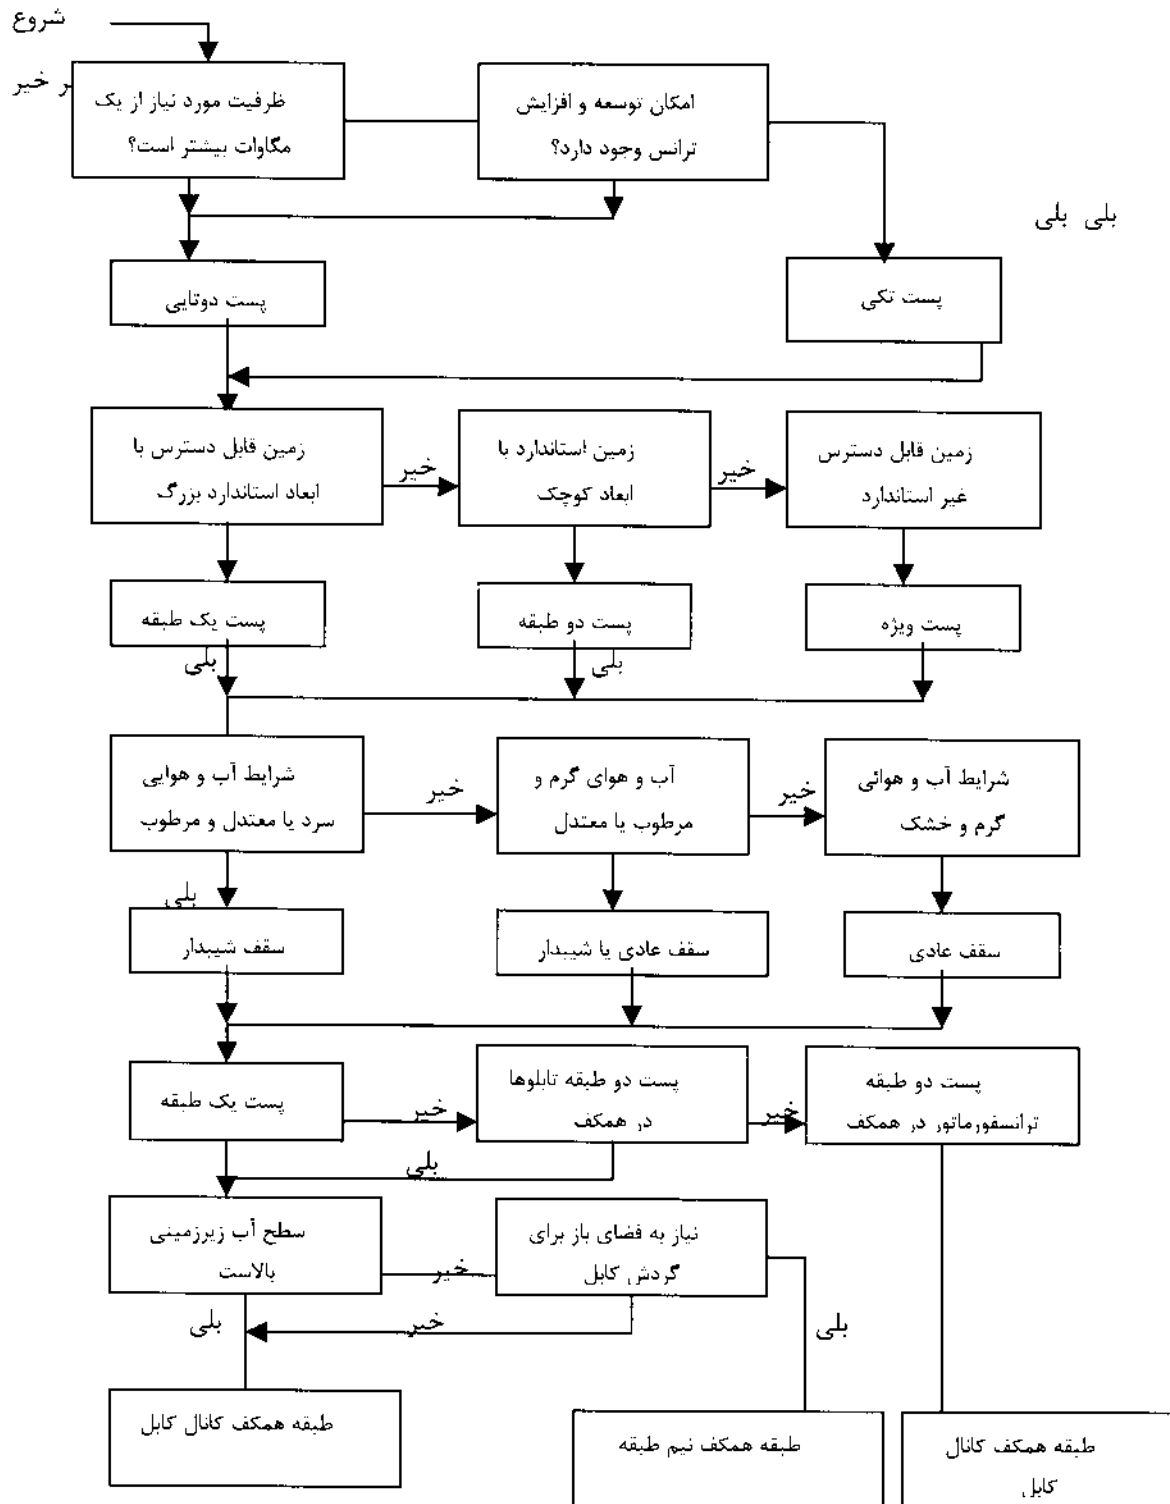 شروع
ر خیر
ظرفیت مورد نیاز از یک
مگاوات بیشتر است؟
امکان توسعه و افزایش
ترانس وجود دارد؟
بلی بلی
پست دوتایی
پست تکی
زمین قابل دسترس با
ابعاد استاندارد بزرگ
خیر
زمین استاندارد با
ابعاد کوچک
خیر
زمین قابل دسترس
غیر استاندارد
پست یک طبقه
پست دو طبقه
پست ویژه
بلی
بلی
شرایط آب و هوایی
سرد یا معتدل و مرطوب
خیر
آب و هوای گرم و
مرطوب یا معتدل
خیر
شرایط آب و هوائی
گرم و خشک
بلی
سقف شیبدار
سقف عادی یا شیبدار
سقف عادی
پست یک طبقه
خیر
پست دو طبقه تابلوها
در همکف
خیر
پست دو طبقه
ترانسفورماتور در همکف
بلی
سطح آب زیرزمینی
بالاست
خیر
نیاز به فضای باز برای
گردش کابل
بلی
خیر
بلی
طبقه همکف کانال کابل
طبقه همکف نیم طبقه
طبقه همکف کانال
کابل